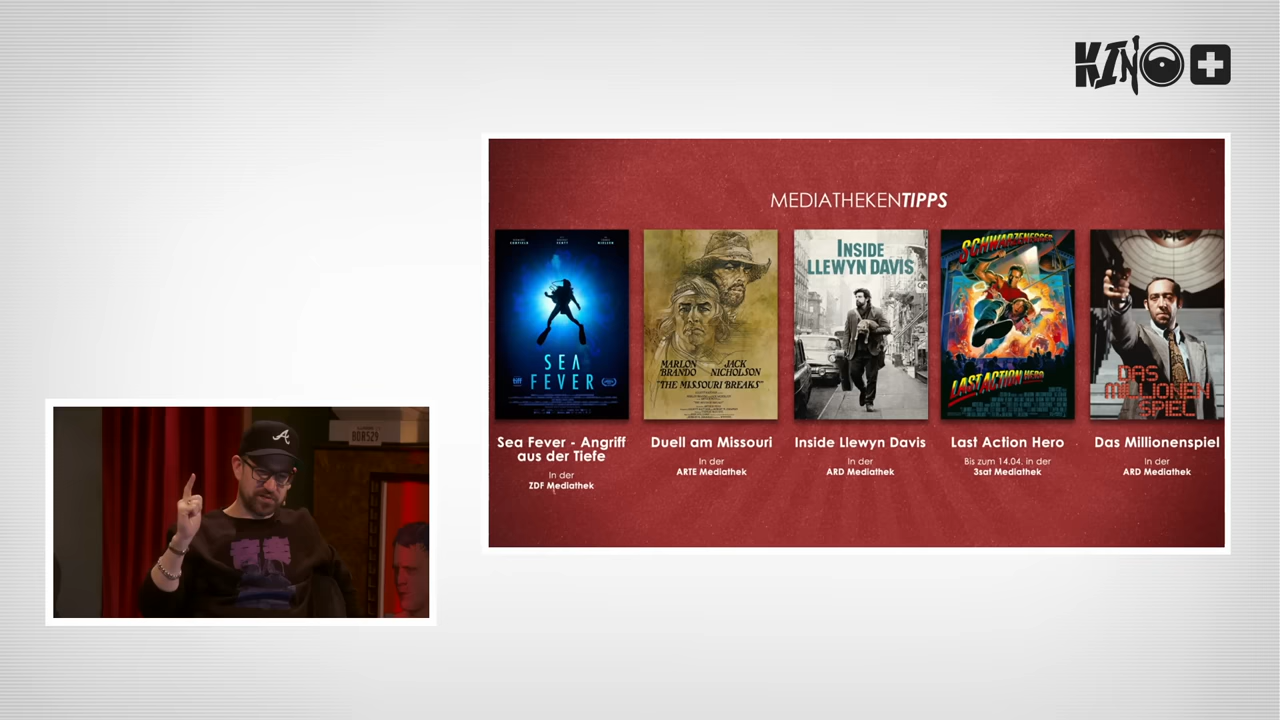 KINO+
MEDIATHEKENTIPPS
SEA
FEVER
MARLON
BRANDO
JACK
NICHOLSON
"THE MISSOURI BREAKS"
INSIDE
LLEWYN DAVIS
SCHWARZENEGGER
LAST ACTION HERO
DAS
MILLIONEN
SPIEL
Sea Fever - Angriff
aus der Tiefe
In der
ZDF Mediathek
Duell am Missouri
In der
ARTE Mediathek
Inside Llewyn Davis
In der
ARD Mediathek
Last Action Hero
Bis zum 14.04. in der
3sat Mediathek
Das Millionenspiel
In der
ARD Mediathek
BDR529
A